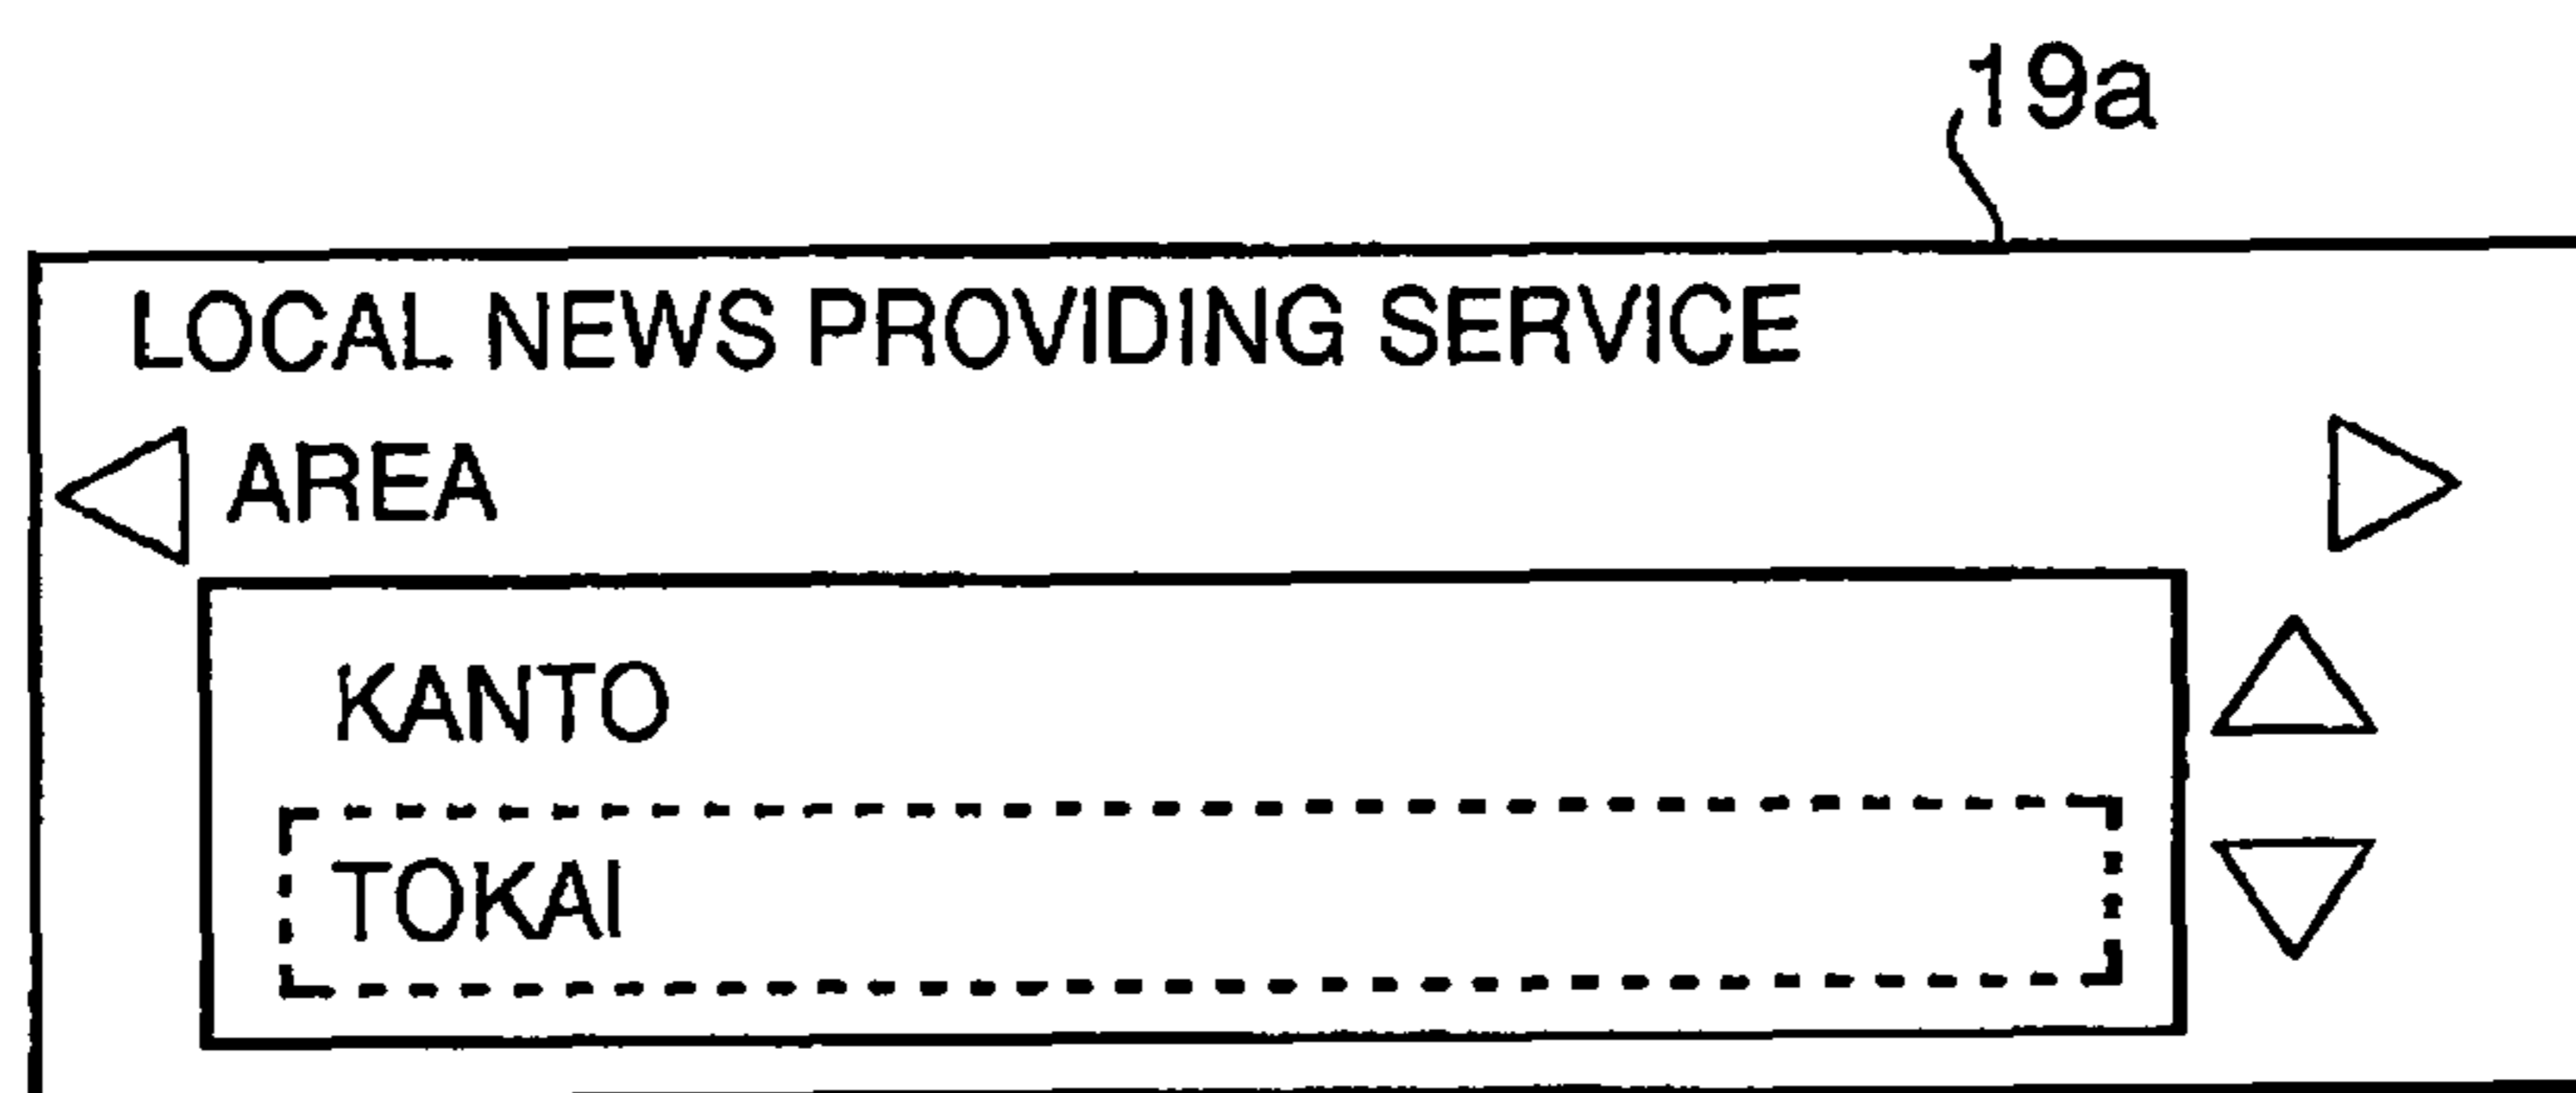 19a
LOCAL NEWS PROVIDING SERVICE
AREA
KANTO
TOKAI